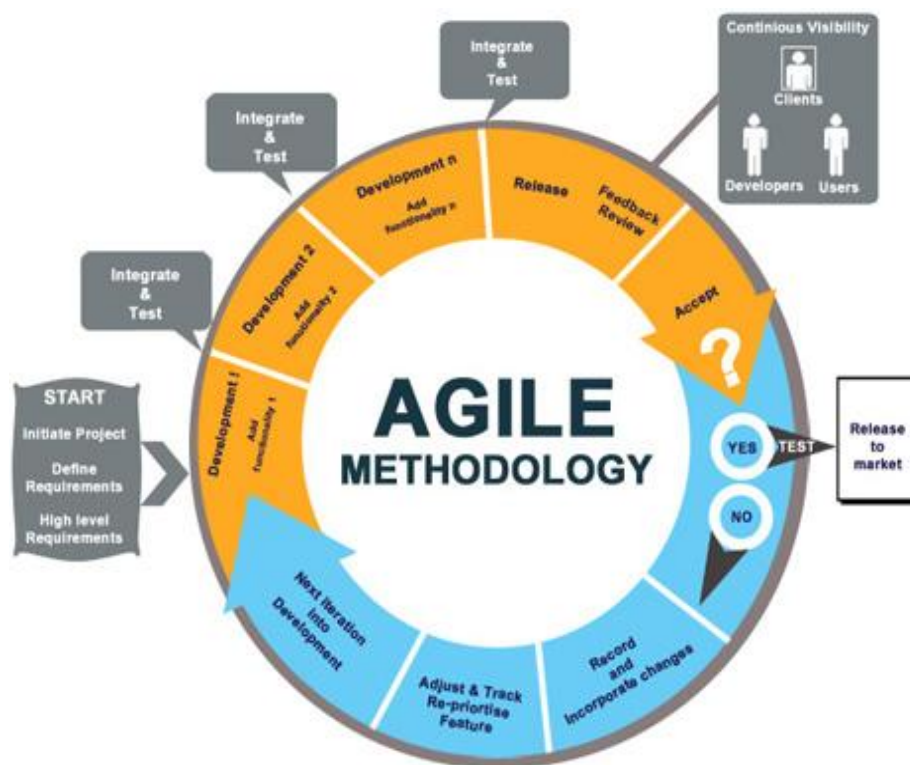 Continious Visibility
Clients
Developers
Users
Integrate
&
Test
Integrate
&
Test
Integrate
&
Test
START
Initiate Project
Define
Requirements
High level
Requirements
Development 1
Add
functionality 1
Development 2
Add
functionality 2
Development n
Add
functionality n
Release
Feedback
Review
Accept
?
AGILE
METHODOLOGY
YES
TEST
Release
to
market
NO
Record
and
Incorporate changes
Adjust & Track
Re-prioritise
Feature
Next iteration
Into
Development